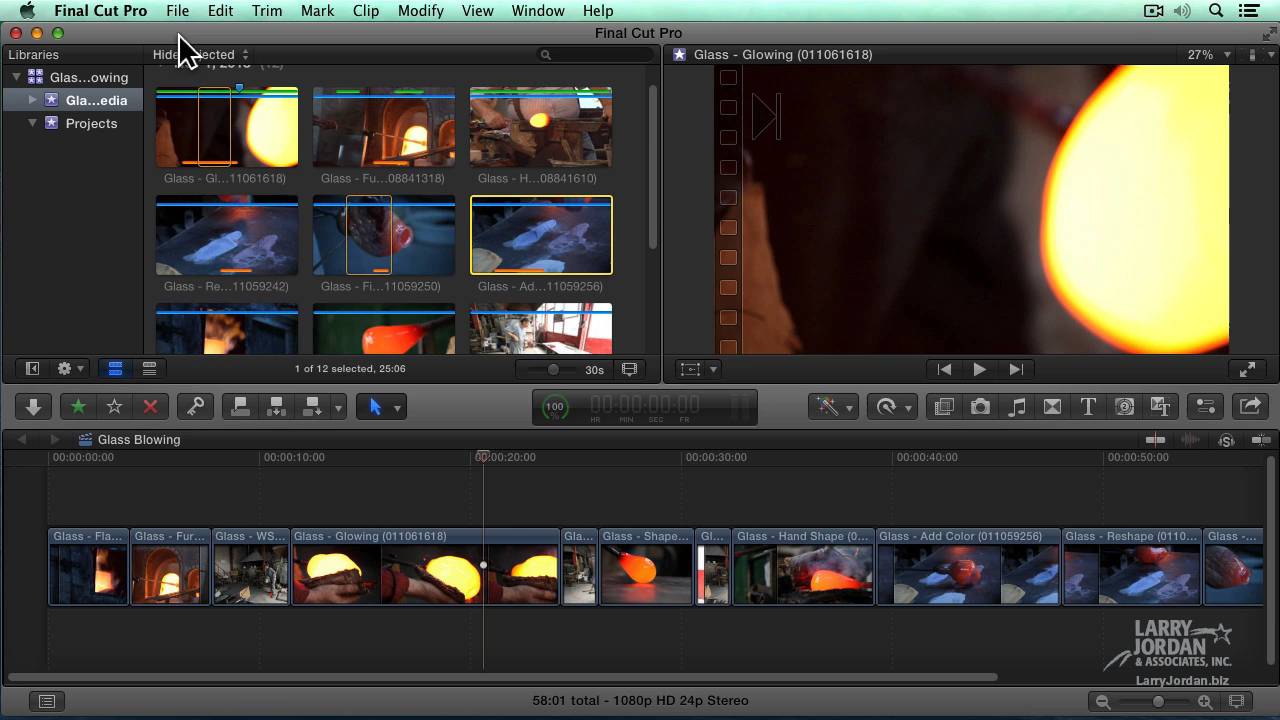 Final Cut Pro File Edit Trim Mark Clip Modify View Window Help
Final Cut Pro
Libraries
Glas...owing
Gla...edia
Projects
Glass - Gl...11061618)
Glass - Fu...08841318)
Glass - H...08841610)
Glass - Re...11059242)
Glass - Fi...11059250)
Glass - Ad...11059256)
1 of 12 selected, 25:06
30s
Glass - Glowing (011061618)
27%
100
%
00:00:00:00
HR MIN SEC FR
Glass Blowing
00:00:00:00
00:00:10:00
00:00:20:00
00:00:30:00
00:00:40:00
00:00:50:00
Glass - Fla...
Glass - Fur...
Glass - WS...
Glass - Glowing (011061618)
Gla...
Glass - Shape...
Gl...
Glass - Hand Shape (0...
Glass - Add Color (011059256)
Glass - Reshape (0110...
Glass -...
LARRY
JORDAN
& ASSOCIATES, INC.
LarryJordan.biz
58:01 total - 1080p HD 24p Stereo